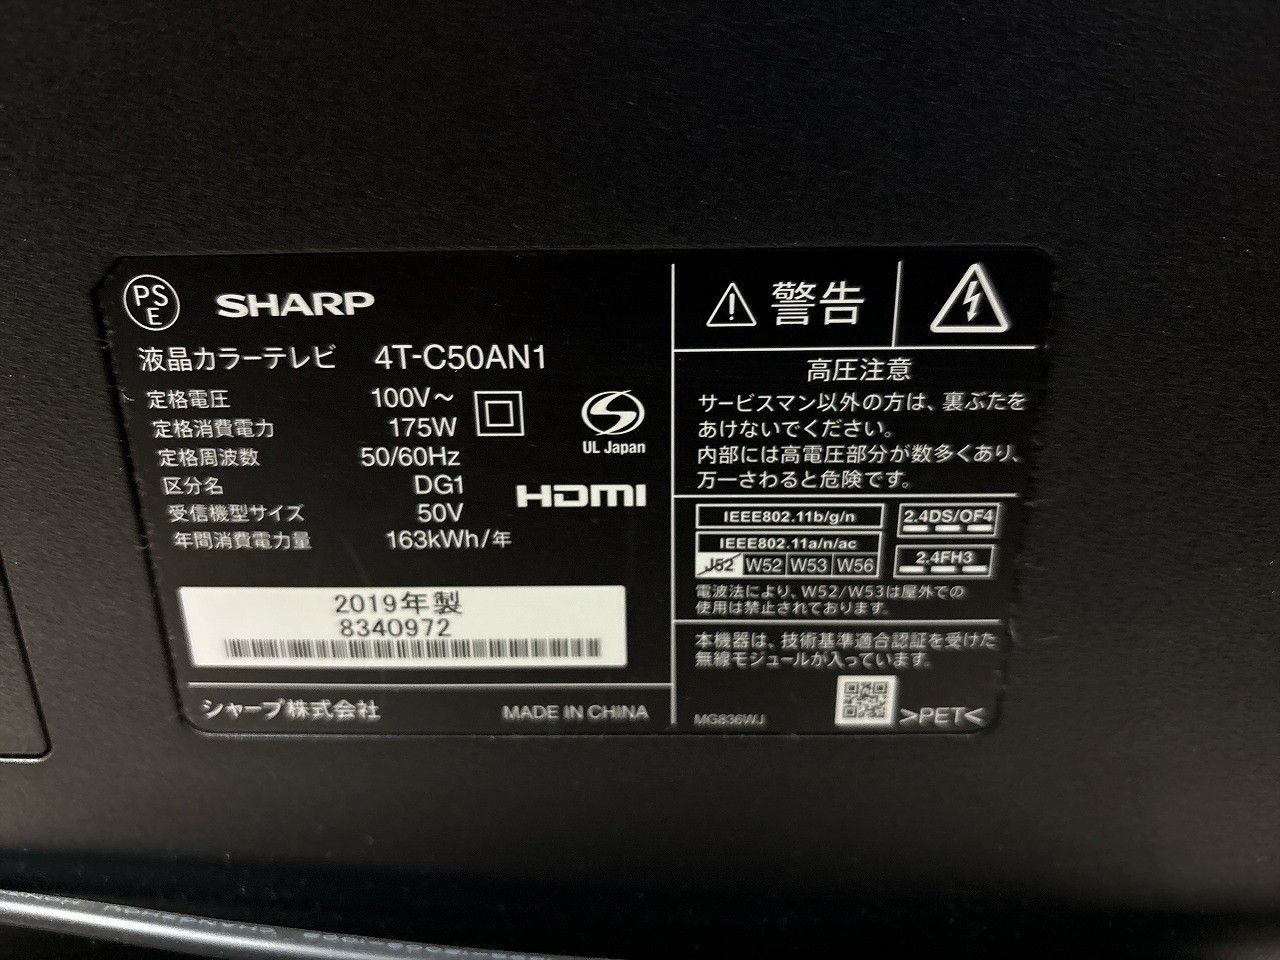 PS
E
SHARP
液晶カラーテレビ 4T-C50AN1
定格電圧 100V～
定格消費電力 175W
定格周波数 50/60Hz
区分名 DG1
受信機型サイズ 50V
年間消費電力量 163kWh/年
UL Japan
HDMI
2019年製
8340972
シャープ株式会社 MADE IN CHINA
警告
高圧注意
サービスマン以外の方は、裏ぶたを
あけないでください。
内部には高電圧部分が数多くあり、
万一さわると危険です。
IEEE802.11b/g/n
IEEE802.11a/n/ac
J52 W52 W53 W56
2.4DS/OF4
2.4FH3
電波法により、W52/W53は屋外での
使用は禁止されております。
本機器は、技術基準適合認証を受けた
無線モジュールが入っています。
MG836WJ
>PET<